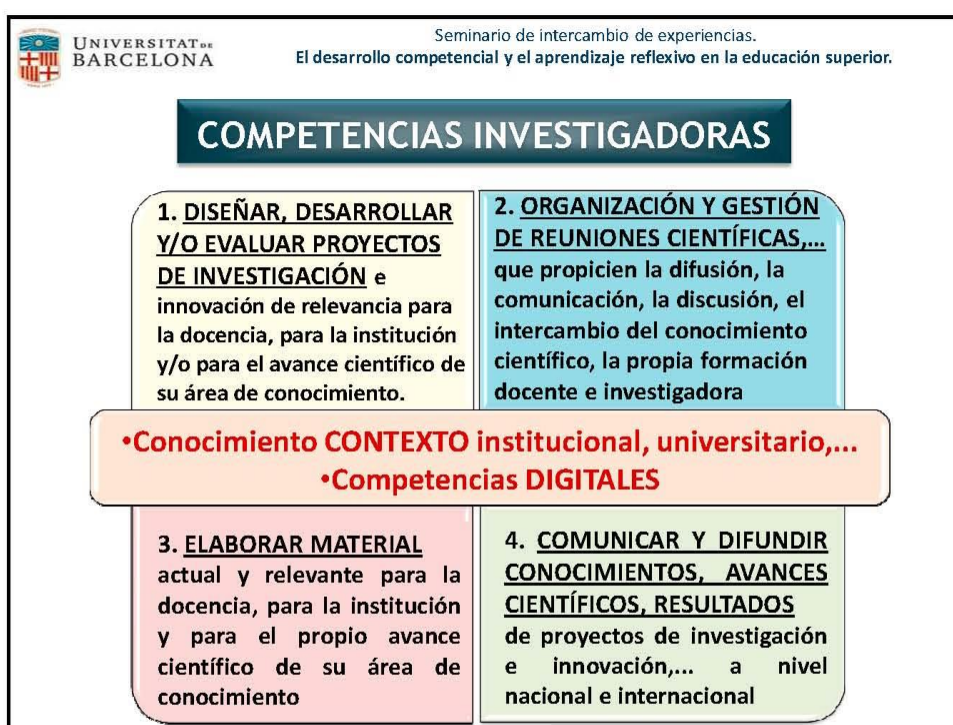 UNIVERSITAT DE
BARCELONA
Seminario de intercambio de experiencias.
El desarrollo competencial y el aprendizaje reflexivo en la educación superior.
COMPETENCIAS INVESTIGADORAS
1. DISEÑAR, DESARROLLAR
Y/O EVALUAR PROYECTOS
DE INVESTIGACIÓN e
innovación de relevancia para
la docencia, para la institución
y/o para el avance científico de
su área de conocimiento.
2. ORGANIZACIÓN Y GESTIÓN
DE REUNIONES CIENTÍFICAS,...
que propicien la difusión, la
comunicación, la discusión, el
intercambio del conocimiento
científico, la propia formación
docente e investigadora
•Conocimiento CONTEXTO institucional, universitario,...
•Competencias DIGITALES
3. ELABORAR MATERIAL
actual y relevante para la
docencia, para la institución
y para el propio avance
científico de su área de
conocimiento
4. COMUNICAR Y DIFUNDIR
CONOCIMIENTOS, AVANCES
CIENTÍFICOS, RESULTADOS
de proyectos de investigación
e innovación,... a nivel
nacional e internacional